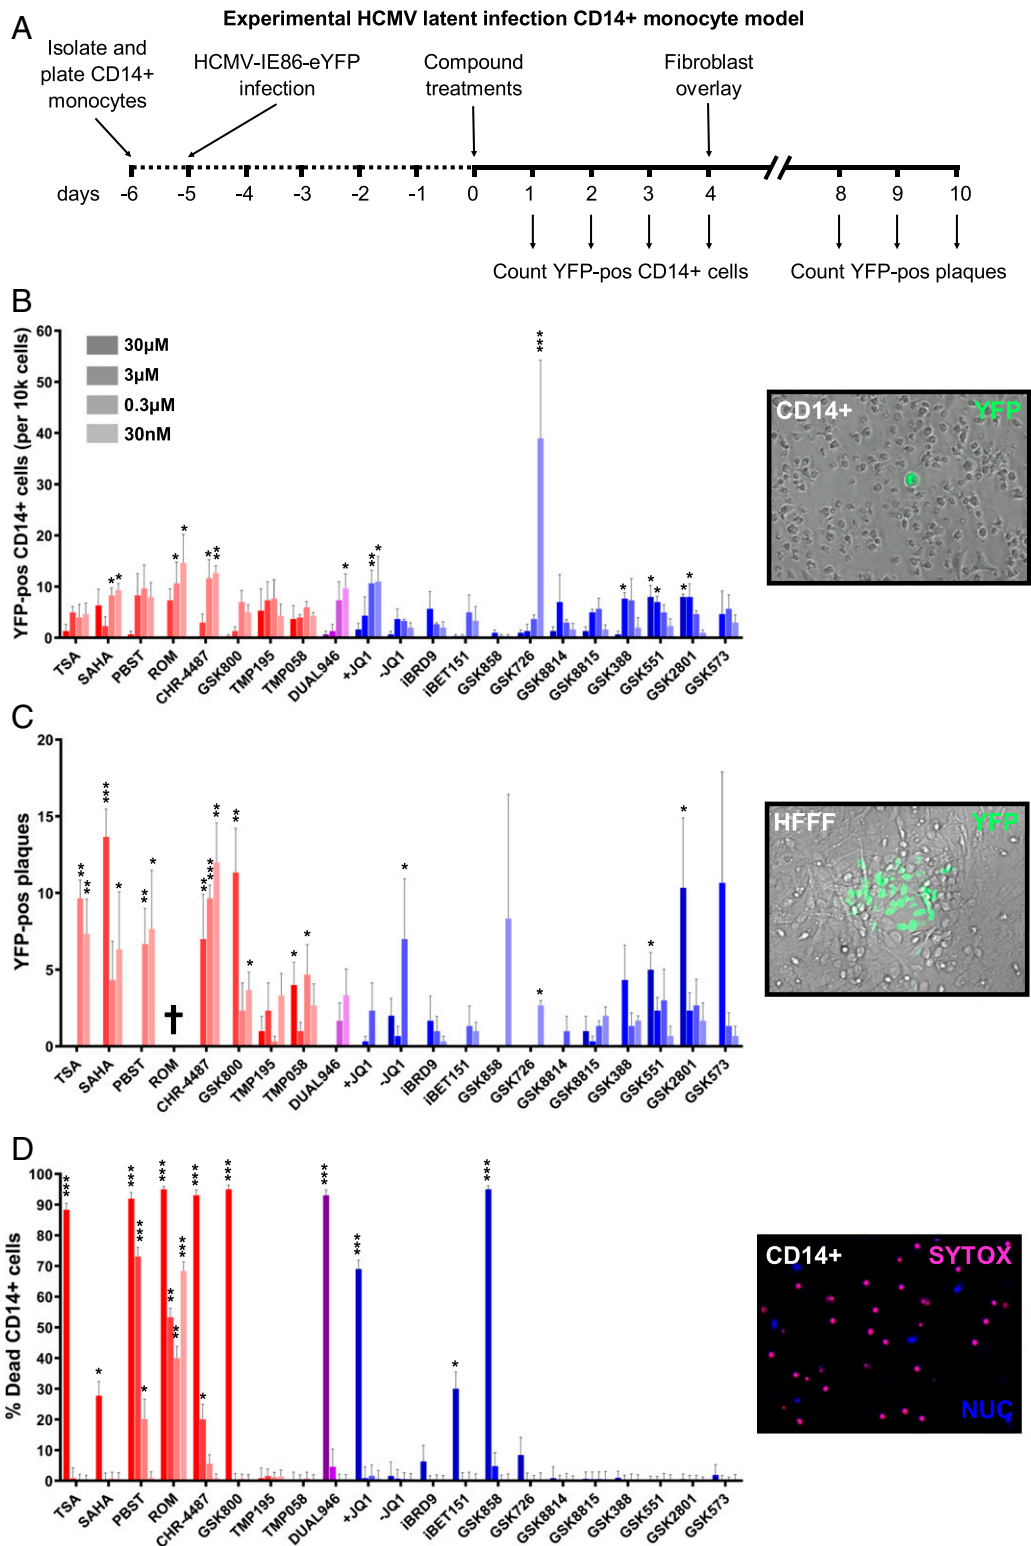 A
Experimental HCMV latent infection CD14+ monocyte model
Isolate and
plate CD14+
monocytes
HCMV-IE86-eYFP
infection
Compound
treatments
Fibroblast
overlay
days -6 -5 -4 -3 -2 -1 0 1 2 3 4 8 9 10
Count YFP-pos CD14+ cells
Count YFP-pos plaques
B
YFP-pos CD14+ cells (per 10k cells)
60
50
40
30
20
10
0
30µM
3µM
0.3µM
30nM
* * * * * ** * ** * *** * * * * *
TSA SAHA PBST ROM CHR-4487 GSK800 TMP195 TMP058 DUAL946 +JQ1 -JQ1 iBRD9 iBET151 GSK858 GSK726 GSK8814 GSK8815 GSK388 GSK551 GSK2801 GSK573
CD14+ YFP
C
YFP-pos plaques
20
15
10
5
0
** ** *** * ** * † ** *** ** ** * * * * * * *
TSA SAHA PBST ROM CHR-4487 GSK800 TMP195 TMP058 DUAL946 +JQ1 -JQ1 iBRD9 iBET151 GSK858 GSK726 GSK8814 GSK8815 GSK388 GSK551 GSK2801 GSK573
HFFF YFP
D
% Dead CD14+ cells
100
90
80
70
60
50
40
30
20
10
0
*** * *** *** * *** ** ** *** *** * *** *** *** * ***
TSA SAHA PBST ROM CHR-4487 GSK800 TMP195 TMP058 DUAL946 +JQ1 -JQ1 iBRD9 iBET151 GSK858 GSK726 GSK8814 GSK8815 GSK388 GSK551 GSK2801 GSK573
CD14+ SYTOX
NUC